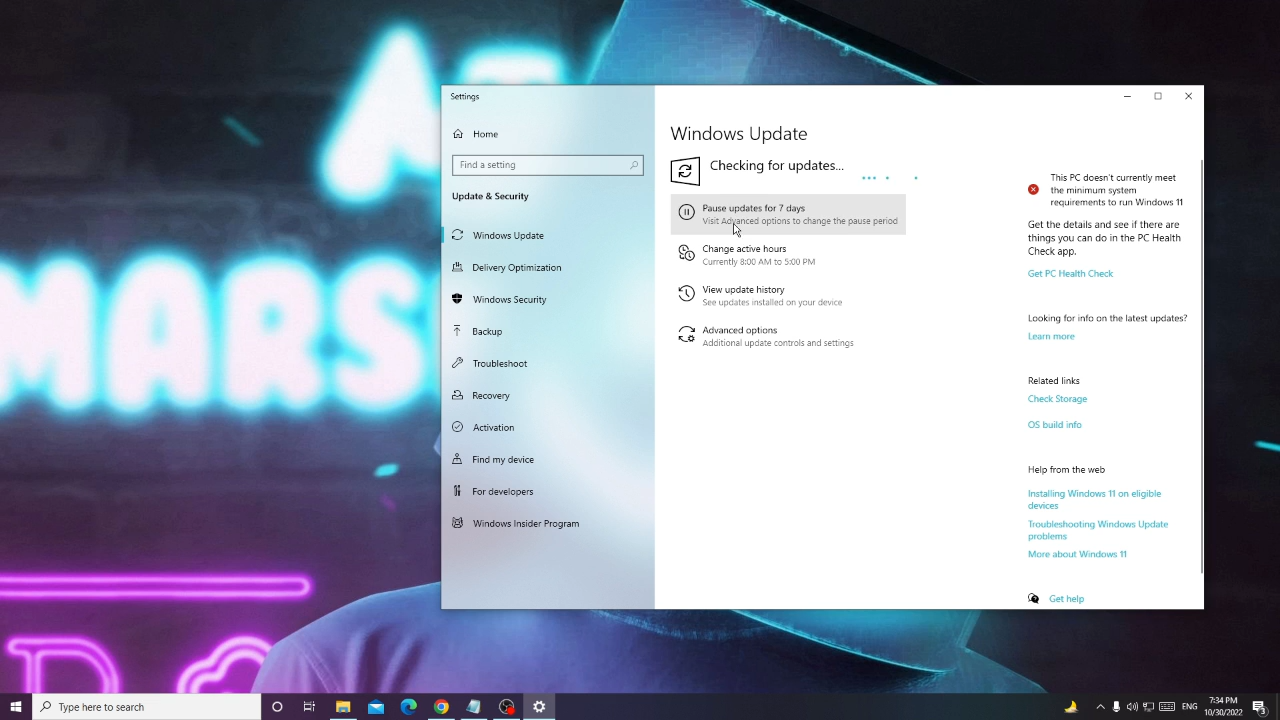 Settings
Home
Find a setting
Update & Security
Windows Update
Delivery Optimization
Windows Security
Backup
Troubleshoot
Recovery
Activation
Find my device
For developers
Windows Insider Program
Windows Update
Checking for updates...
Pause updates for 7 days
Visit Advanced options to change the pause period
Change active hours
Currently 8:00 AM to 5:00 PM
View update history
See updates installed on your device
Advanced options
Additional update controls and settings
This PC doesn't currently meet
the minimum system
requirements to run Windows 11
Get the details and see if there are
things you can do in the PC Health
Check app.
Get PC Health Check
Looking for info on the latest updates?
Learn more
Related links
Check Storage
OS build info
Help from the web
Installing Windows 11 on eligible
devices
Troubleshooting Windows Update
problems
More about Windows 11
Get help
Type here to search
ENG
7:34 PM
10/30/2022